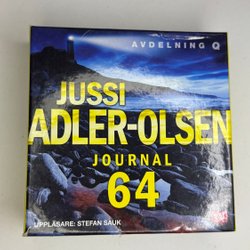 AVDELNING Q
JUSSI
ADLER-OLSEN
JOURNAL
64
UPPLÄSARE: STEFAN SAUK